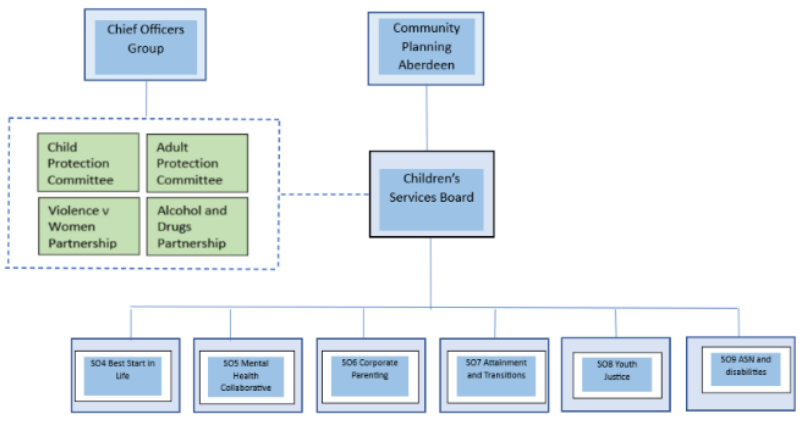 Chief Officers
Group
Community
Planning
Aberdeen
Child
Protection
Committee
Adult
Protection
Committee
Violence v
Women
Partnership
Alcohol and
Drugs
Partnership
Children's
Services Board
SO4 Best Start in
Life
SO5 Mental
Health
Collaborative
SO6 Corporate
Parenting
SO7 Attainment
and Transitions
SO8 Youth
Justice
SO9 ASN and
disabilities